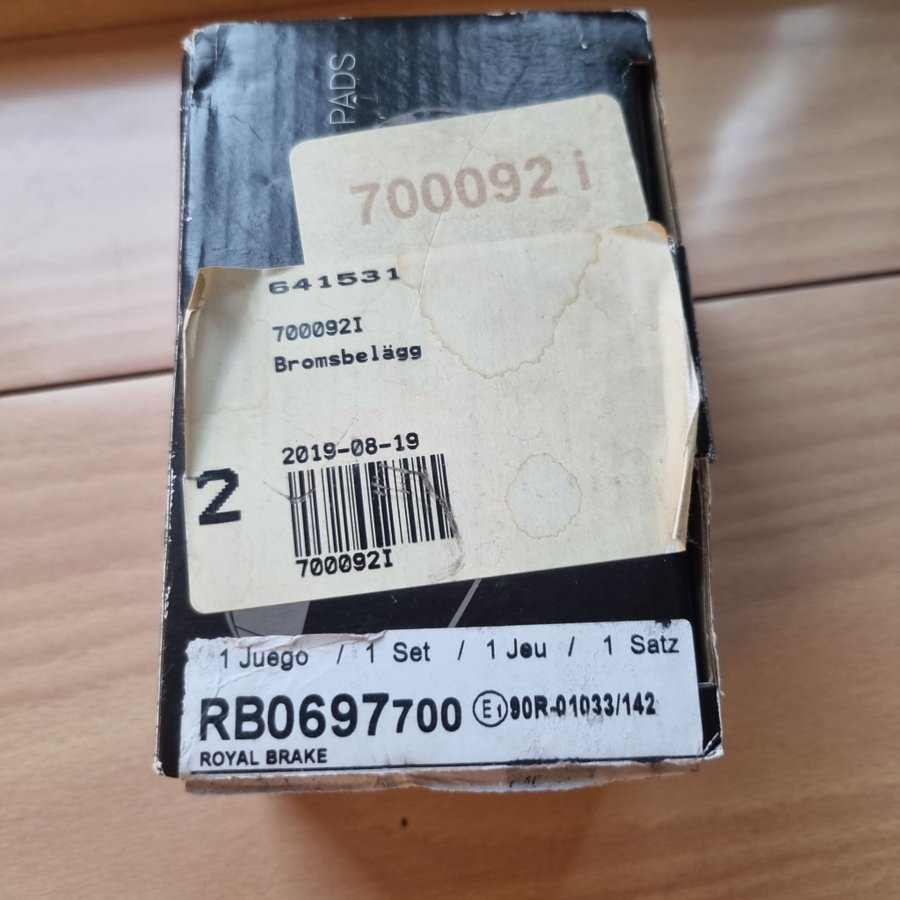 PADS
700092 i
641531
700092I
Bromsbelägg
2019-08-19
2
700092I
1 Juego / 1 Set / 1 Jeu / 1 Satz
RB0697700 E1 90R-01033/142
ROYAL BRAKE